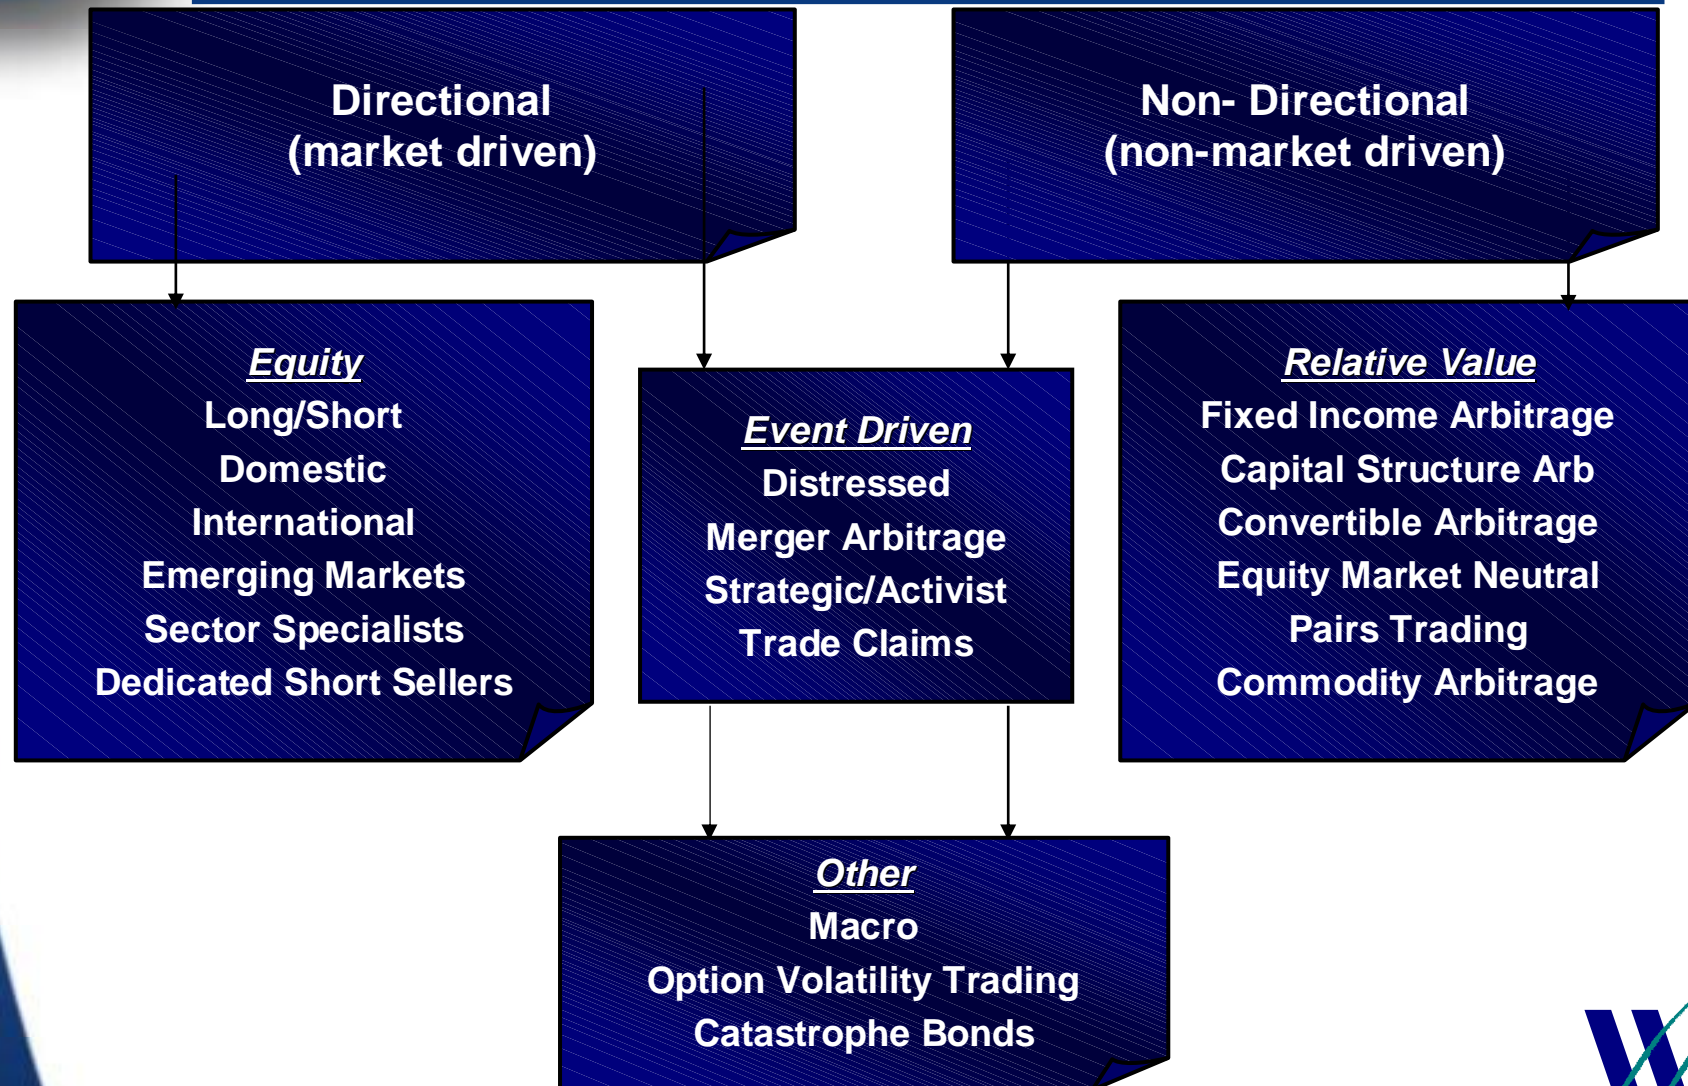 Directional
(market driven)
Non- Directional
(non-market driven)
Equity
Long/Short
Domestic
International
Emerging Markets
Sector Specialists
Dedicated Short Sellers
Event Driven
Distressed
Merger Arbitrage
Strategic/Activist
Trade Claims
Relative Value
Fixed Income Arbitrage
Capital Structure Arb
Convertible Arbitrage
Equity Market Neutral
Pairs Trading
Commodity Arbitrage
Other
Macro
Option Volatility Trading
Catastrophe Bonds
W